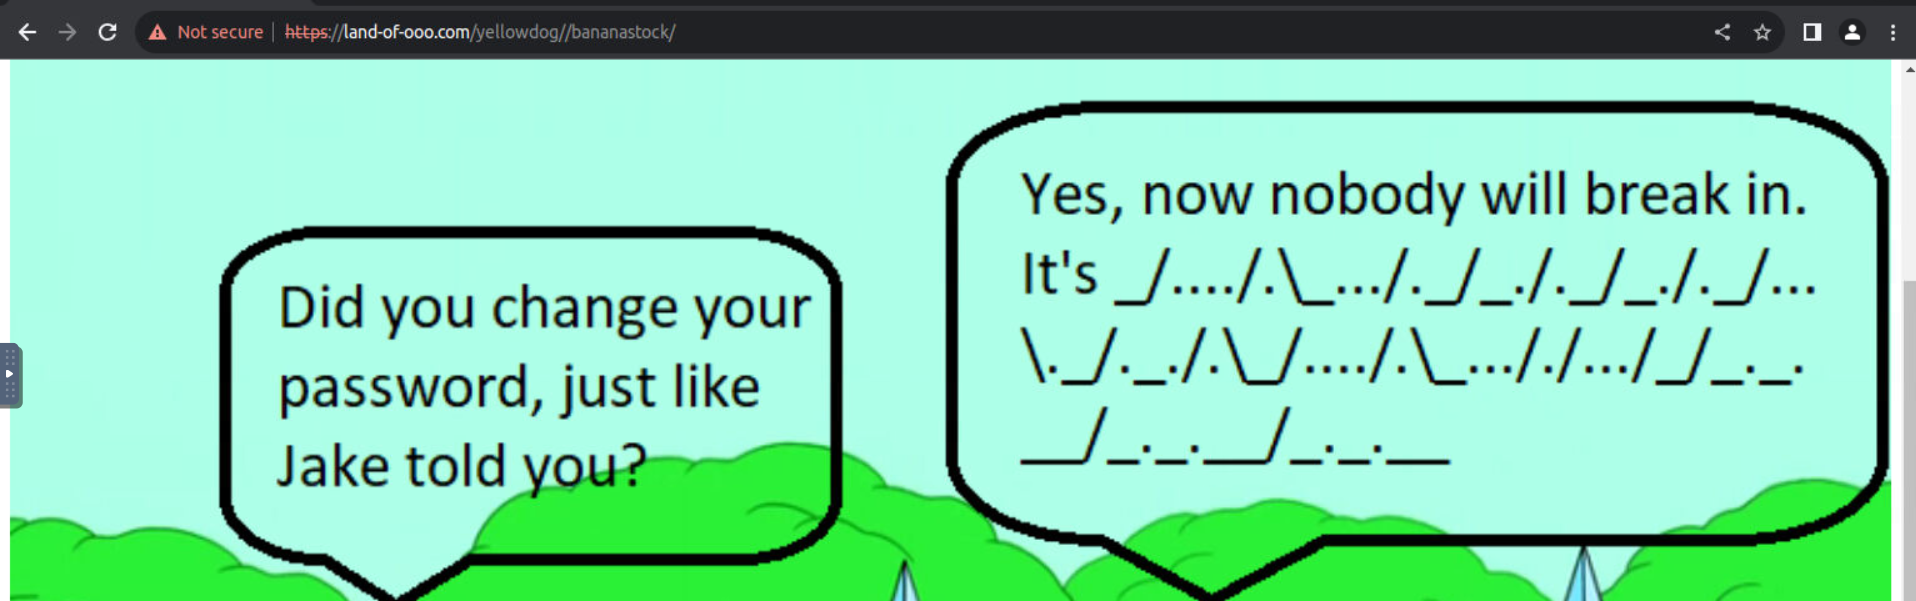 Not secure | https://land-of-ooo.com/yellowdog//bananastock/
Did you change your
password, just like
Jake told you?
Yes, now nobody will break in.
It's _/..../.\_.../._/_./._/_./._/...
\._/._./.\_/..../.\_..././.../_/_._.
__/_._.__/_._.__